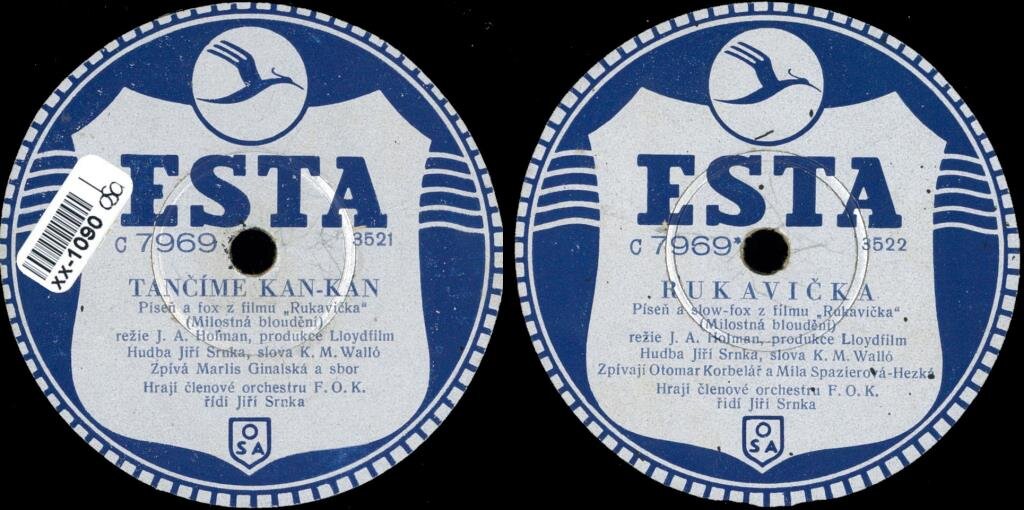 ESTA
C 7969
3521
TANČÍME KAN-KAN
Píseň a fox z filmu „Rukavička“
(Milostná bloudění)
režie J. A. Holman, produkce Lloydfilm
Hudba Jiří Srnka, slova K. M. Walló
Zpívá Marlis Ginalská a sbor
Hrají členové orchestru F. O. K.
řídí Jiří Srnka
OSA
xx-1090
ESTA
C 7969*
3522
RUKAVIČKA
Píseň a slow-fox z filmu „Rukavička“
(Milostná bloudění)
režie J. A. Holman, produkce Lloydfilm
Hudba Jiří Srnka, slova K. M. Walló
Zpívají Otomar Korbelář a Míla Spazierová-Hezká
Hrají členové orchestru F. O. K.
řídí Jiří Srnka
OSA